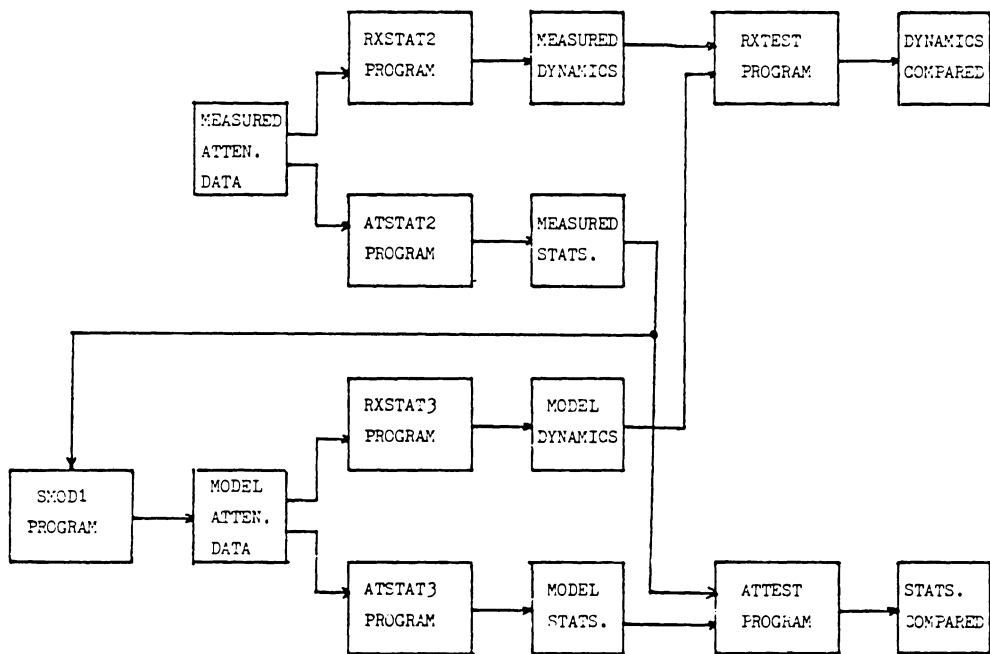 RXSTAT2
PROGRAM
MEASURED
DYNAMICS
RXTEST
PROGRAM
DYNAMICS
COMPARED
MEASURED
ATTEN.
DATA
ATSTAT2
PROGRAM
MEASURED
STATS.
RXSTAT3
PROGRAM
MODEL
DYNAMICS
SMOD1
PROGRAM
MODEL
ATTEN.
DATA
ATSTAT3
PROGRAM
MODEL
STATS.
ATTEST
PROGRAM
STATS.
COMPARED